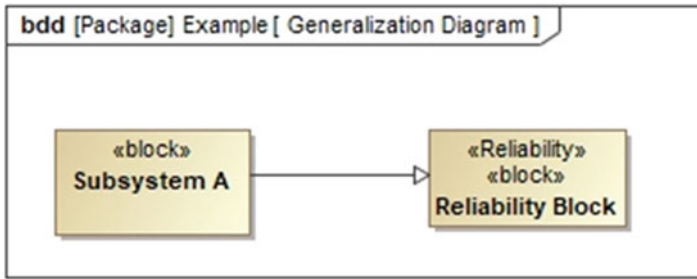 bdd [Package] Example [ Generalization Diagram ]
«block»
Subsystem A
«Reliability»
«block»
Reliability Block